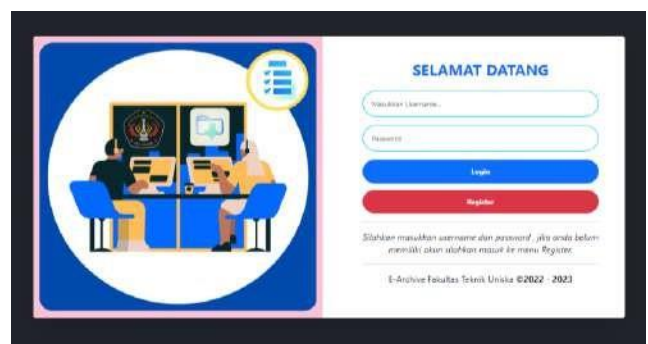 SELAMAT DATANG
Masukkan Username..
Password
Login
Register
Silahkan masukkan username dan password , jika anda belum
memiliki akun silahkan masuk ke menu Register.
E-Archive Fakultas Teknik Uniska ©2022 - 2023